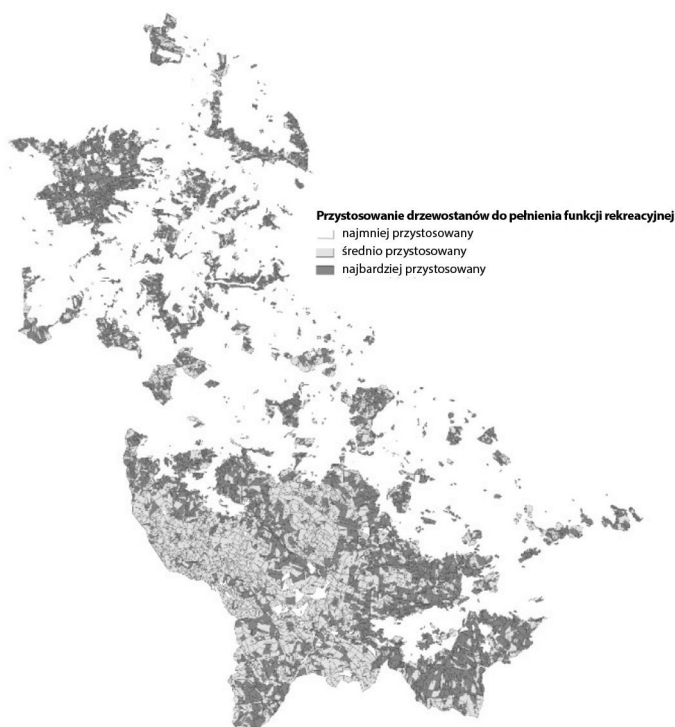 Przystosowanie drzewostanów do pełnienia funkcji rekreacyjnej
najmniej przystosowany
średnio przystosowany
najbardziej przystosowany